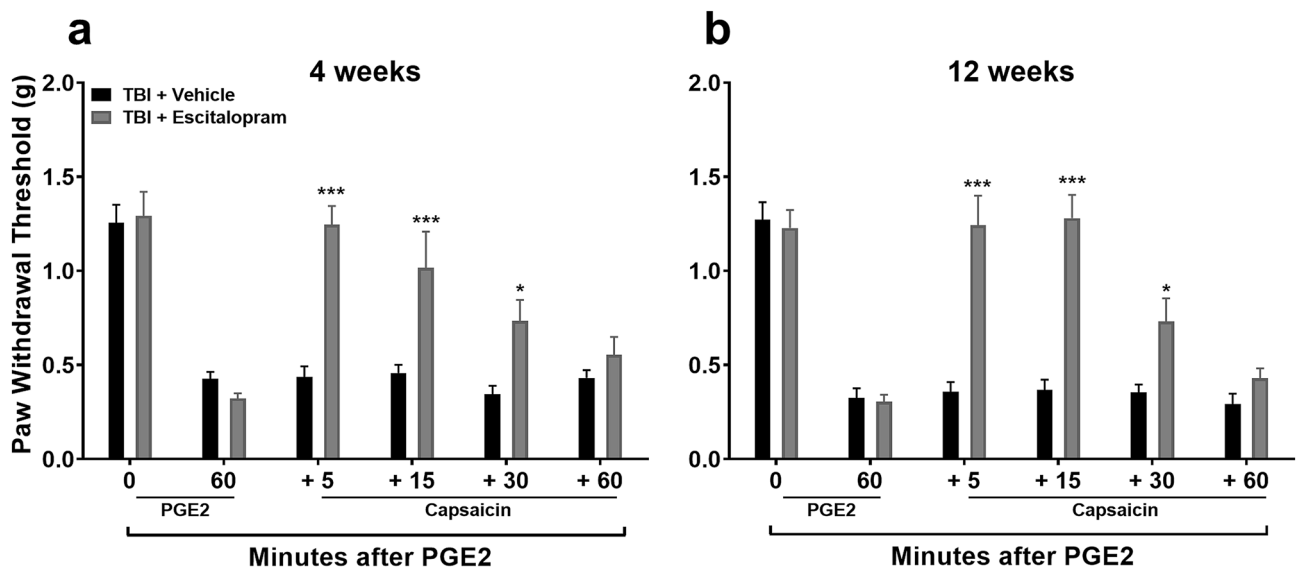 a
4 weeks
Paw Withdrawal Threshold (g)
2.0
1.5
1.0
0.5
0.0
TBI + Vehicle
TBI + Escitalopram
***
***
*
0 60 + 5 + 15 + 30 + 60
PGE2 Capsaicin
Minutes after PGE2
b
12 weeks
2.0
1.5
1.0
0.5
0.0
***
***
*
0 60 + 5 + 15 + 30 + 60
PGE2 Capsaicin
Minutes after PGE2